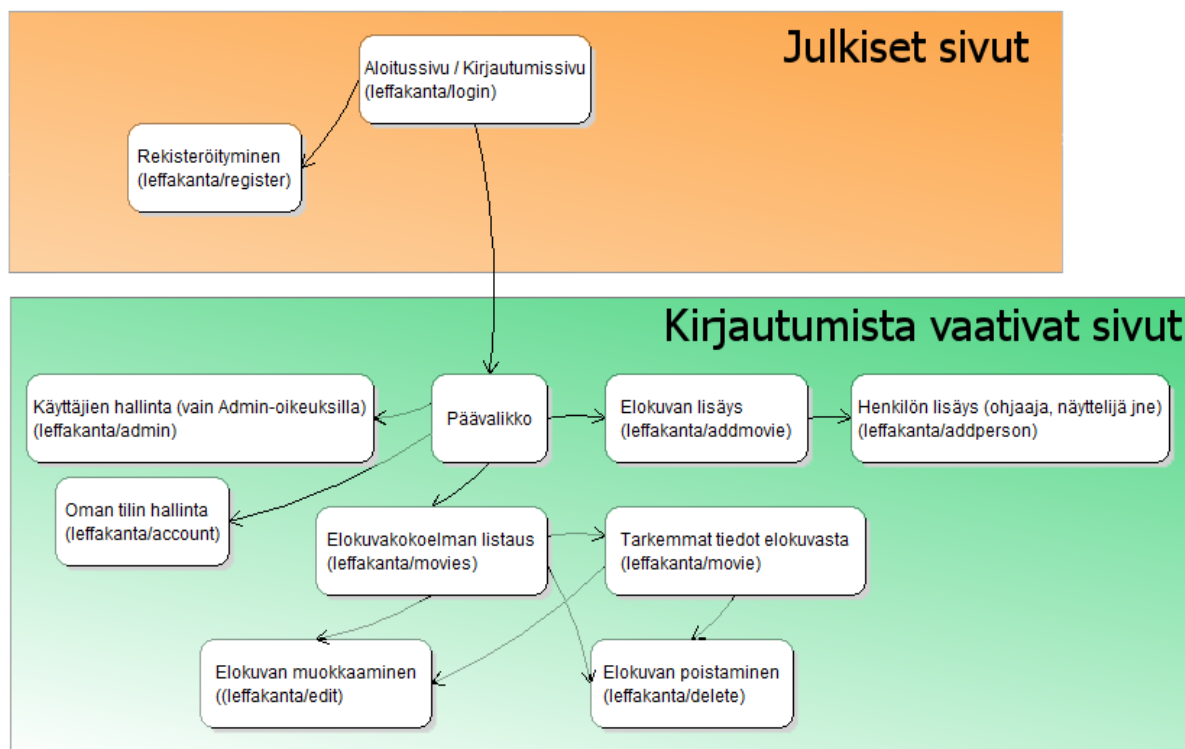 Julkiset sivut
Aloitussivu / Kirjautumissivu
(leffakanta/login)
Rekisteröityminen
(leffakanta/register)
Kirjautumista vaativat sivut
Käyttäjien hallinta (vain Admin-oikeuksilla)
(leffakanta/admin)
Päävalikko
Elokuvan lisäys
(leffakanta/addmovie)
Henkilön lisäys (ohjaaja, näyttelijä jne)
(leffakanta/addperson)
Oman tilin hallinta
(leffakanta/account)
Elokuvakokoelman listaus
(leffakanta/movies)
Tarkemmat tiedot elokuvasta
(leffakanta/movie)
Elokuvan muokkaaminen
((leffakanta/edit)
Elokuvan poistaminen
(leffakanta/delete)